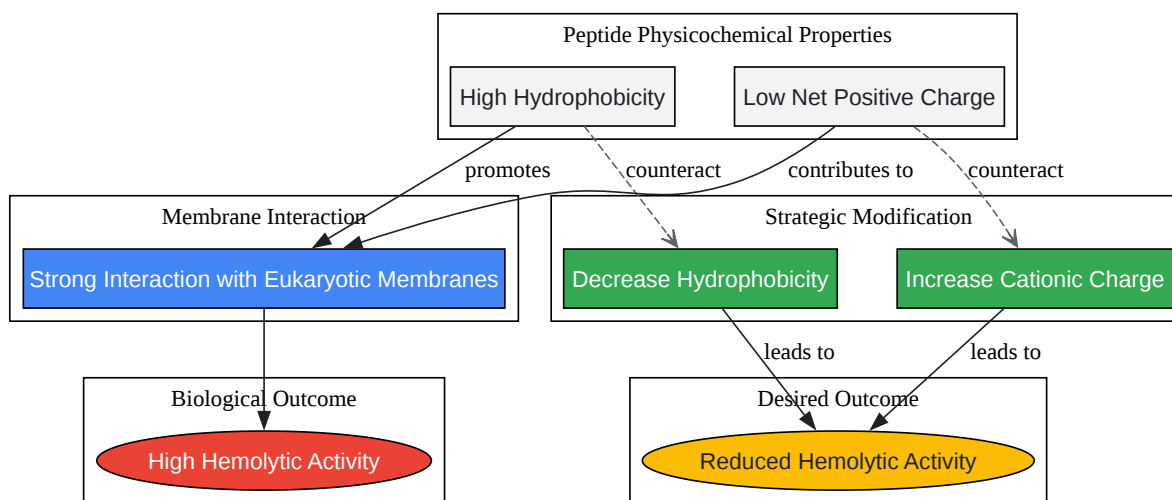 Peptide Physicochemical Properties
High Hydrophobicity
Low Net Positive Charge
promotes
counteract
contributes to
counteract
Membrane Interaction
Strategic Modification
Strong Interaction with Eukaryotic Membranes
Decrease Hydrophobicity
Increase Cationic Charge
leads to
leads to
Biological Outcome
Desired Outcome
High Hemolytic Activity
Reduced Hemolytic Activity